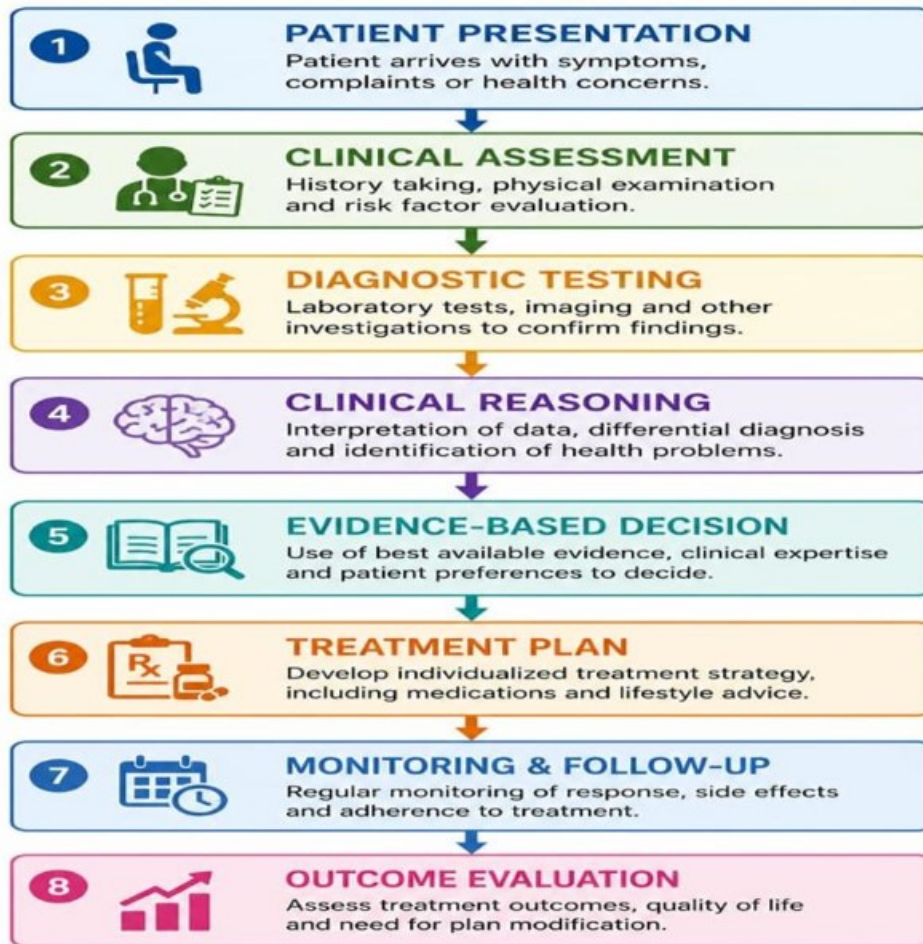 1
PATIENT PRESENTATION
Patient arrives with symptoms,
complaints or health concerns.
2
CLINICAL ASSESSMENT
History taking, physical examination
and risk factor evaluation.
3
DIAGNOSTIC TESTING
Laboratory tests, imaging and other
investigations to confirm findings.
4
CLINICAL REASONING
Interpretation of data, differential diagnosis
and identification of health problems.
5
EVIDENCE-BASED DECISION
Use of best available evidence, clinical expertise
and patient preferences to decide.
6
Rx
TREATMENT PLAN
Develop individualized treatment strategy,
including medications and lifestyle advice.
7
MONITORING & FOLLOW-UP
Regular monitoring of response, side effects
and adherence to treatment.
8
OUTCOME EVALUATION
Assess treatment outcomes, quality of life
and need for plan modification.